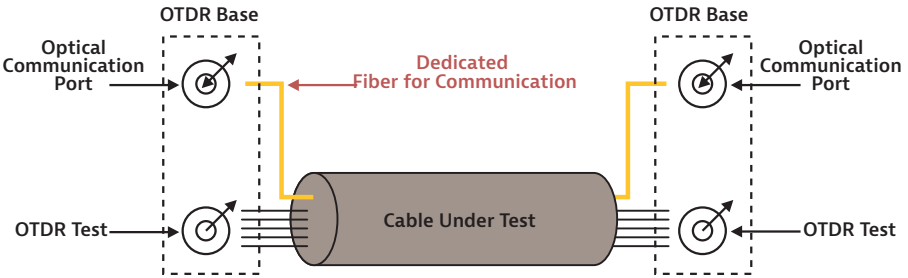 OTDR Base
OTDR Base
Optical
Communication
Port
Dedicated
Fiber for Communication
Optical
Communication
Port
OTDR Test
Cable Under Test
OTDR Test